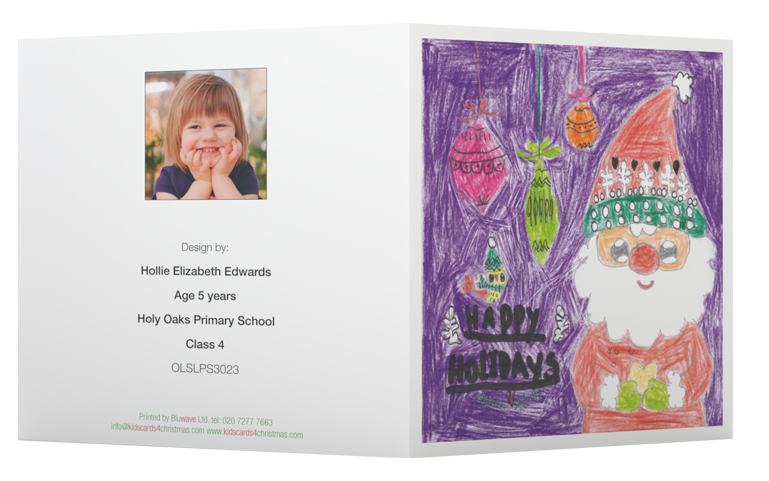 Design by:
Hollie Elizabeth Edwards
Age 5 years
Holy Oaks Primary School
Class 4
OLSLPS3023
Printed by Bluwave Ltd, tel: 020 7277 7663
info@kidscards4christmas.com www.kidscards4christmas.com
HAPPY
HOLIDAYS